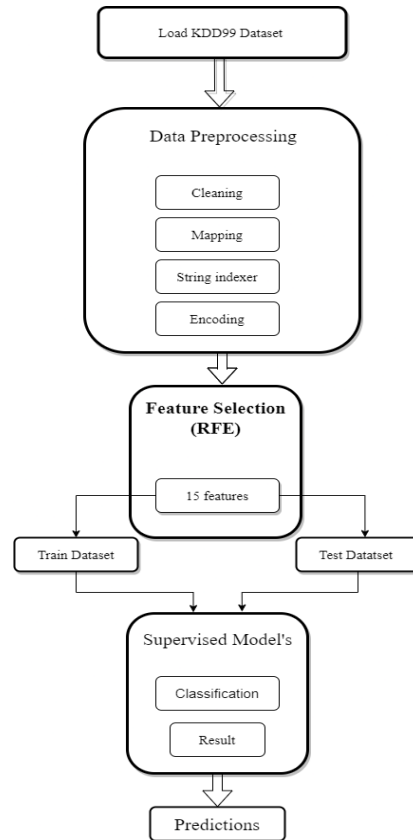 Load KDD99 Dataset
Data Preprocessing
Cleaning
Mapping
String indexer
Encoding
Feature Selection
(RFE)
15 features
Train Dataset
Test Datatset
Supervised Model's
Classification
Result
Predictions